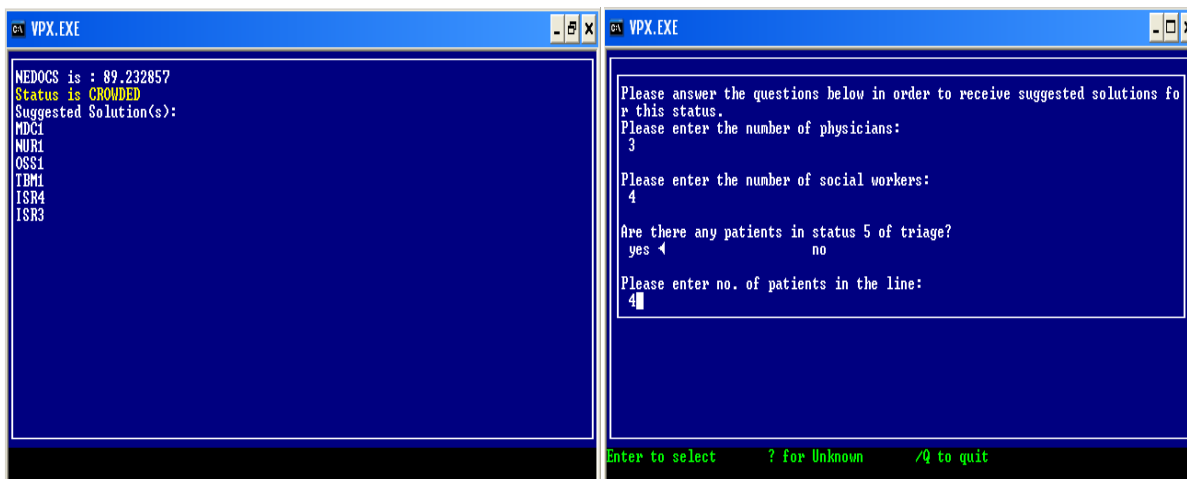 VPX.EXE
NEDOCS is : 89.232857
Status is CROWDED
Suggested Solution(s):
MDC1
NUR1
OSS1
TBM1
ISR4
ISR3
VPX.EXE
Please answer the questions below in order to receive suggested solutions fo
r this status.
Please enter the number of physicians:
3
Please enter the number of social workers:
4
Are there any patients in status 5 of triage?
yes ◄ no
Please enter no. of patients in the line:
4
Enter to select ? for Unknown /Q to quit